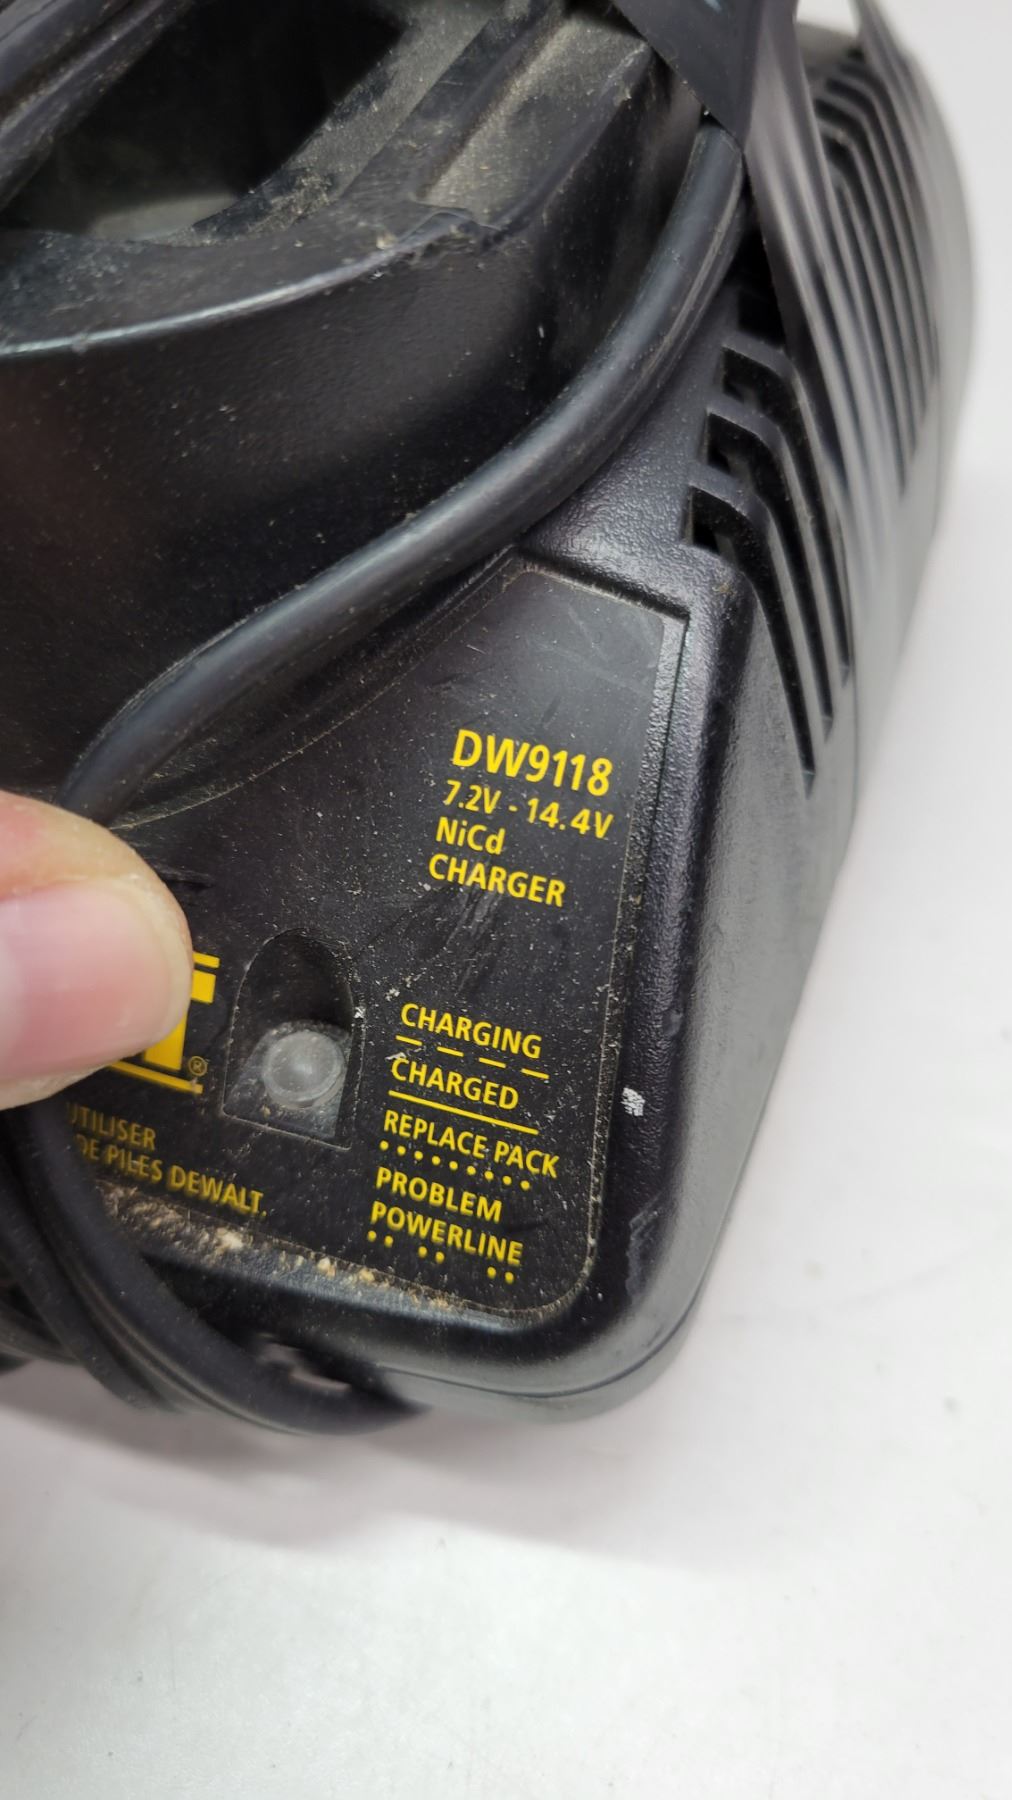 DW9118
7.2V - 14.4V
NiCd
CHARGER
CHARGING
CHARGED
REPLACE PACK
PROBLEM
POWERLINE
T®
UTILISER
DE PILES DEWALT.